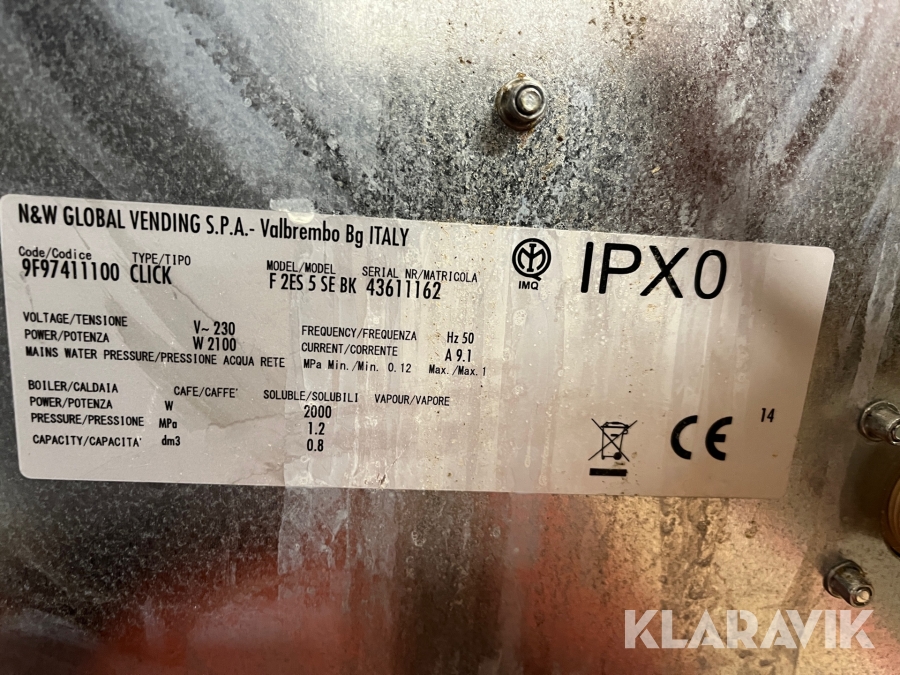 N&W GLOBAL VENDING S.P.A.- Valbrembo Bg ITALY
Code/Codice TYPE/TIPO MODEL/MODEL SERIAL NR/MATRICOLA
9F97411100 CLICK F 2ES 5 SE BK 43611162
IMQ
IPX0
VOLTAGE/TENSIONE V~ 230 FREQUENCY/FREQUENZA Hz 50
POWER/POTENZA W 2100 CURRENT/CORRENTE A 9.1
MAINS WATER PRESSURE/PRESSIONE ACQUA RETE MPa Min./Min. 0.12 Max./Max. 1
BOILER/CALDAIA CAFE/CAFFE' SOLUBLE/SOLUBILI VAPOUR/VAPORE
POWER/POTENZA W 2000
PRESSURE/PRESSIONE MPa 1.2
CAPACITY/CAPACITA' dm3 0.8
CE
14
KLARAVIK